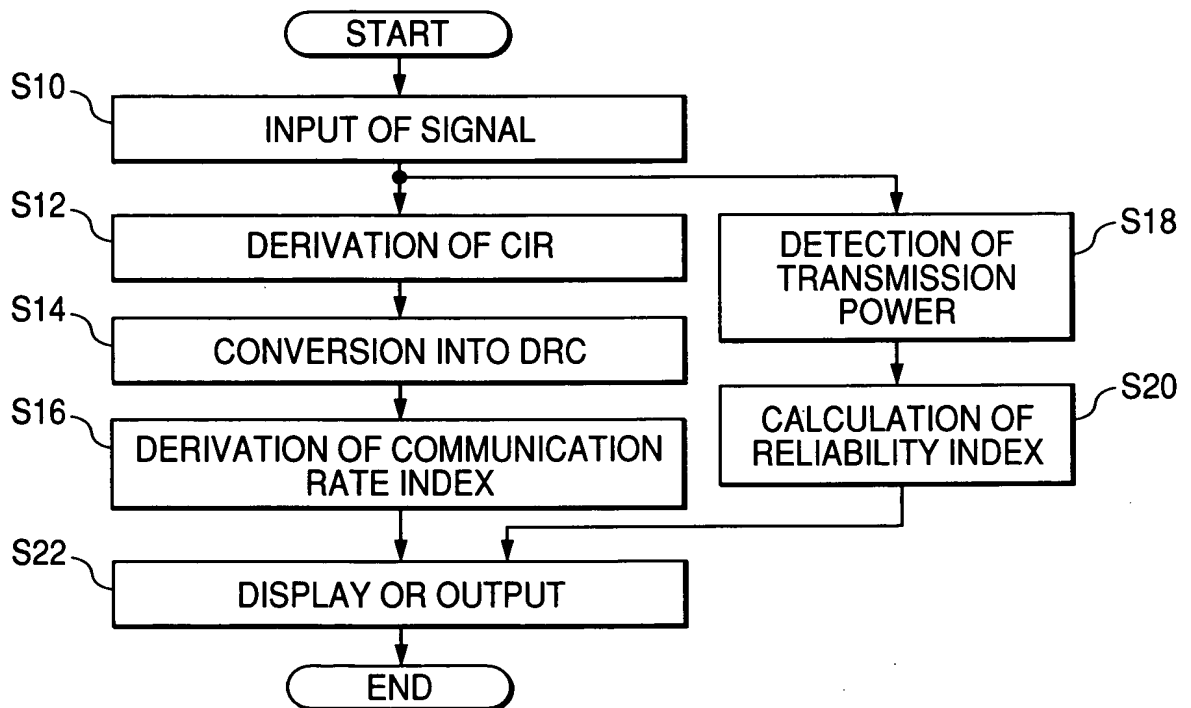 START
S10
INPUT OF SIGNAL
S12
DERIVATION OF CIR
S14
CONVERSION INTO DRC
S16
DERIVATION OF COMMUNICATION
RATE INDEX
S18
DETECTION OF
TRANSMISSION
POWER
S20
CALCULATION OF
RELIABILITY INDEX
S22
DISPLAY OR OUTPUT
END